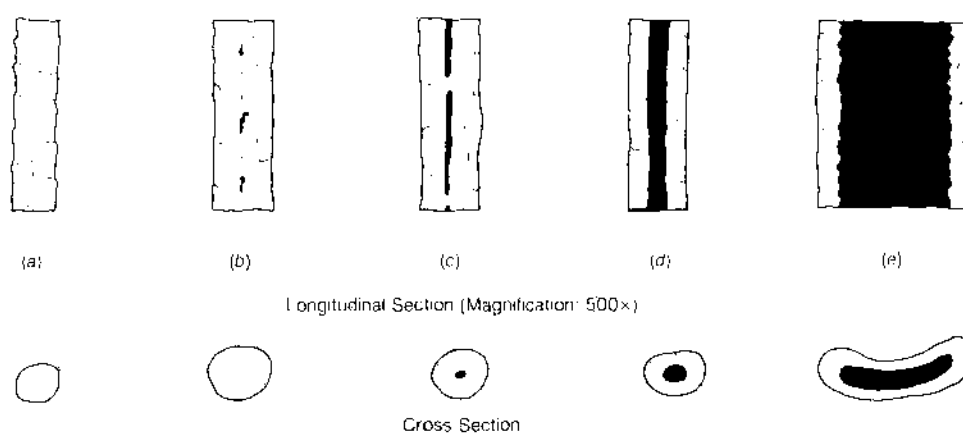 (a) (b) (c) (d) (e)
Longitudinal Section (Magnification: 500×)
Cross Section